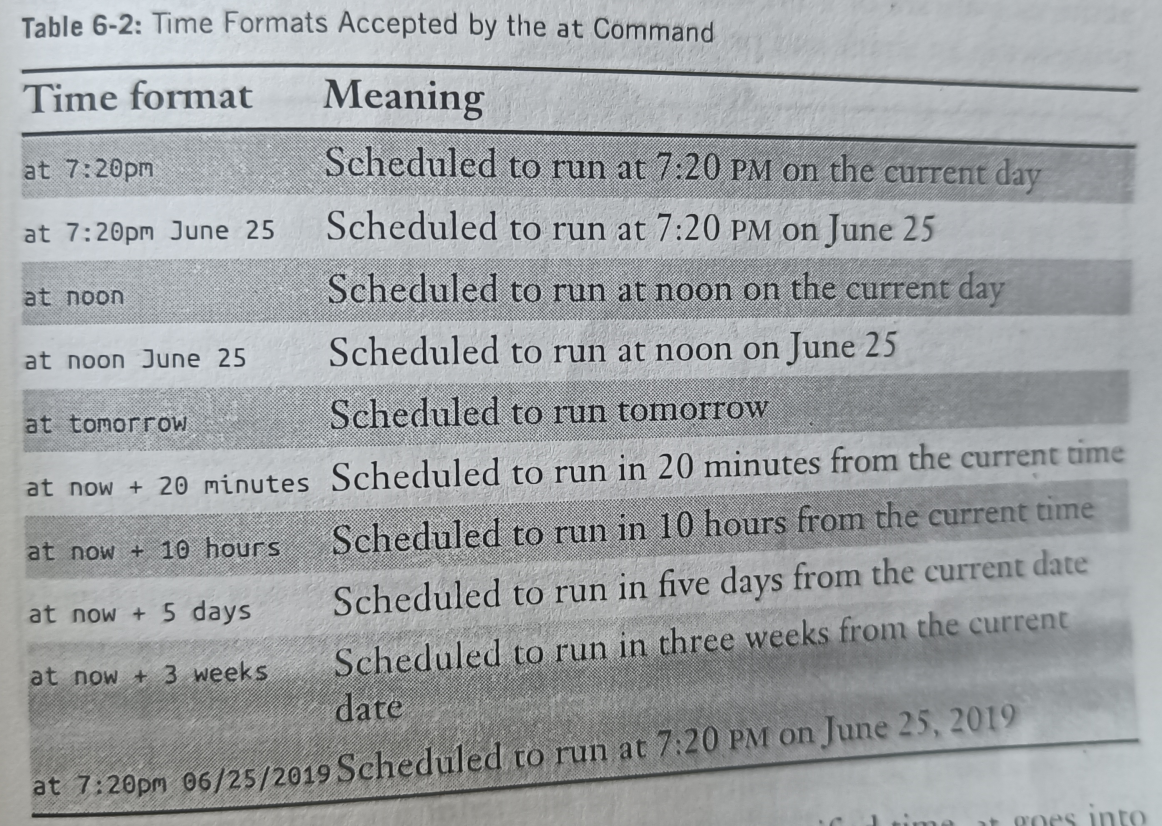 Table 6-2: Time Formats Accepted by the at Command
Time format Meaning
at 7:20pm Scheduled to run at 7:20 PM on the current day
at 7:20pm June 25 Scheduled to run at 7:20 PM on June 25
at noon Scheduled to run at noon on the current day
at noon June 25 Scheduled to run at noon on June 25
at tomorrow Scheduled to run tomorrow
at now + 20 minutes Scheduled to run in 20 minutes from the current time
at now + 10 hours Scheduled to run in 10 hours from the current time
at now + 5 days Scheduled to run in five days from the current date
at now + 3 weeks Scheduled to run in three weeks from the current
date
at 7:20pm 06/25/2019 Scheduled to run at 7:20 PM on June 25, 2019
time, at goes into